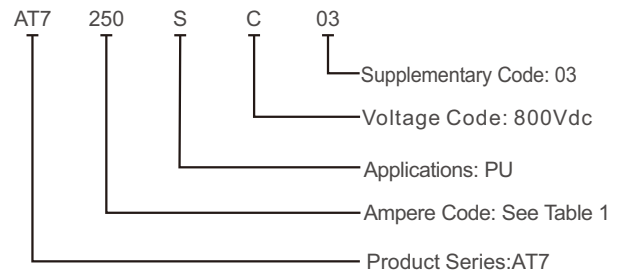 AT7 250 S C 03
Supplementary Code: 03
Voltage Code: 800Vdc
Applications: PU
Ampere Code: See Table 1
Product Series:AT7